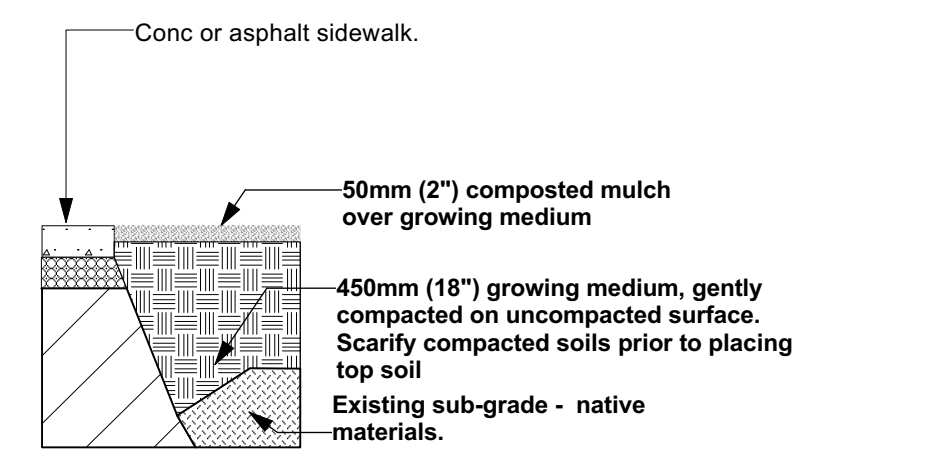 Conc or asphalt sidewalk.
50mm (2") composted mulch
over growing medium
450mm (18") growing medium, gently
compacted on uncompacted surface.
Scarify compacted soils prior to placing
top soil
Existing sub-grade - native
materials.